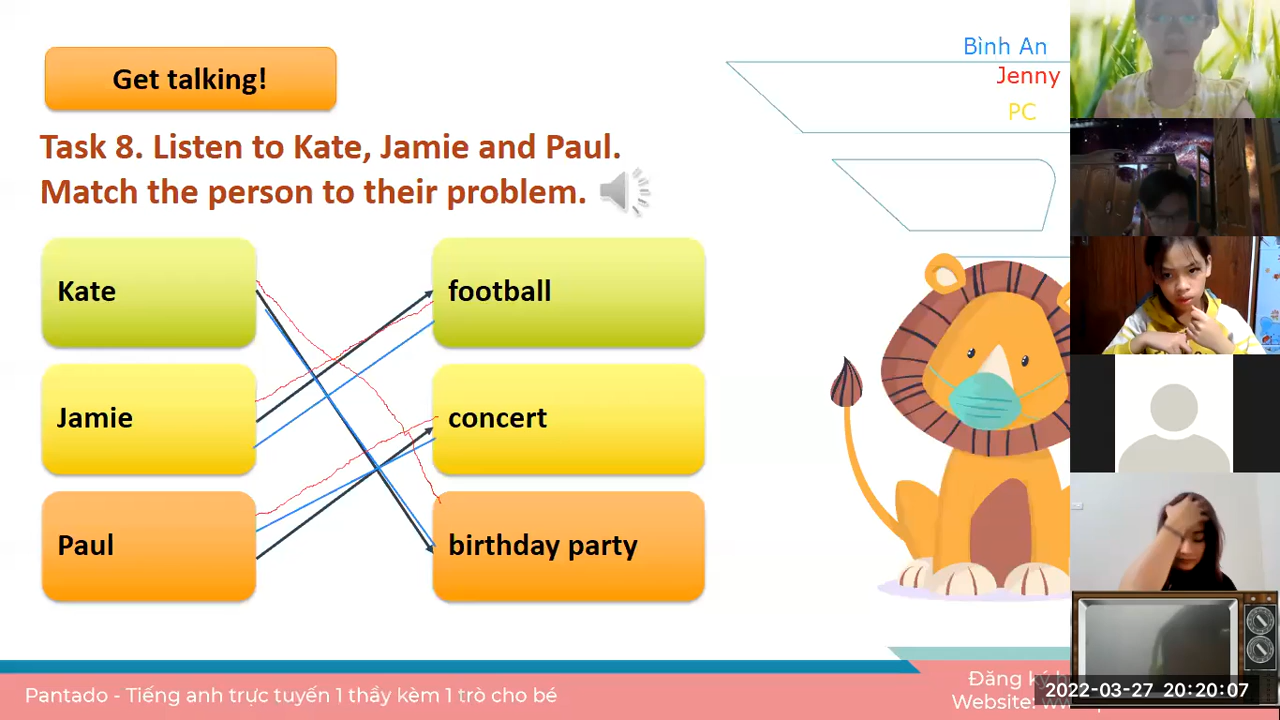 Get talking!
Bình An
Jenny
PC
Task 8. Listen to Kate, Jamie and Paul.
Match the person to their problem.
Kate
football
Jamie
concert
Paul
birthday party
Pantado - Tiếng anh trực tuyến 1 thầy kèm 1 trò cho bé
Đăng ký
Website:
2022-03-27 20:20:07